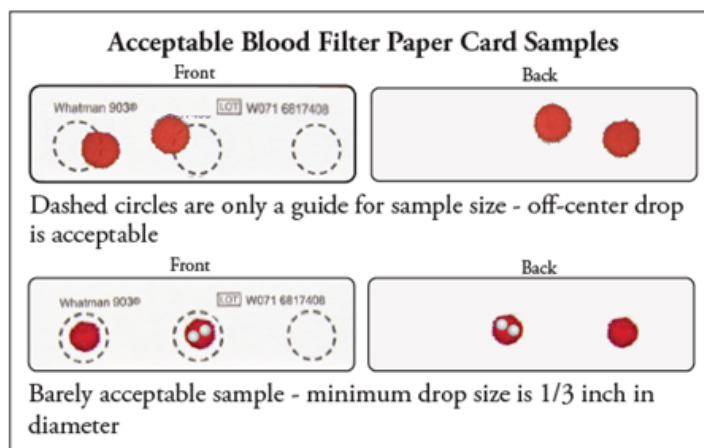 Acceptable Blood Filter Paper Card Samples
Front
Back
Whatman 903®
LOT W071 6817408
Dashed circles are only a guide for sample size - off-center drop
is acceptable
Front
Back
Whatman 903®
LOT W071 6817408
Barely acceptable sample - minimum drop size is 1/3 inch in
diameter